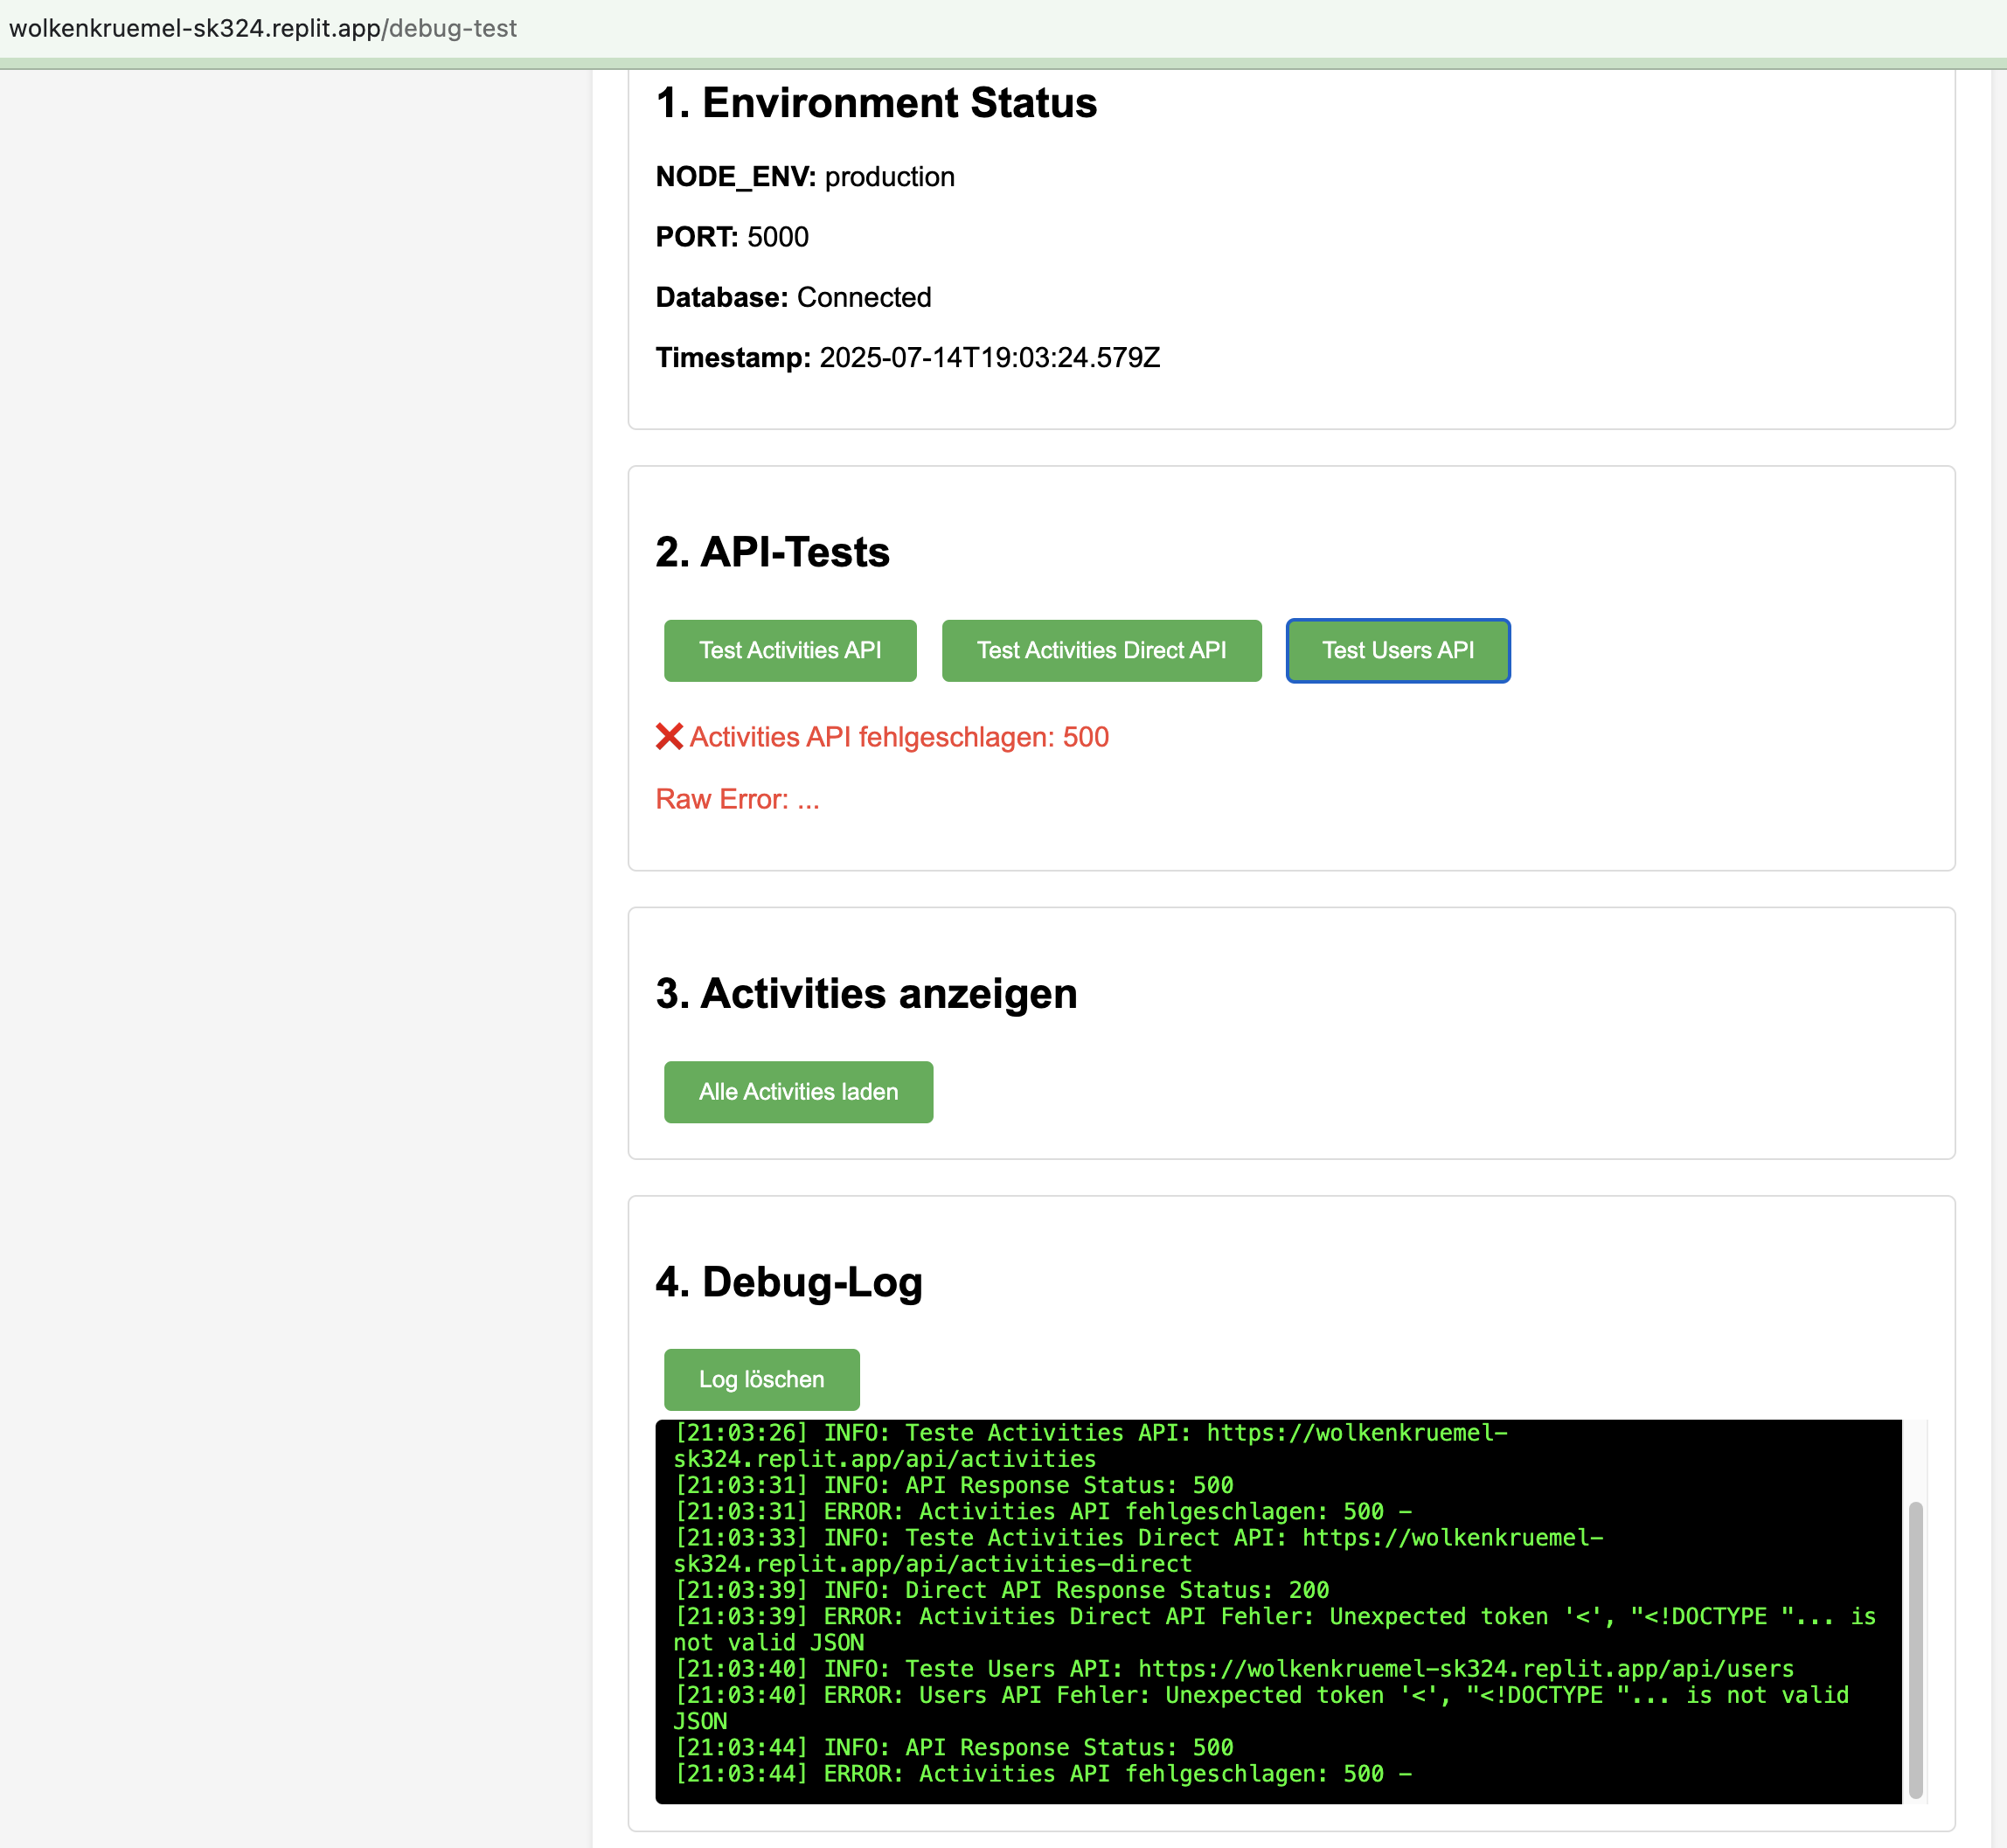 wolkenkruemel-sk324.replit.app/debug-test
1. Environment Status
NODE_ENV: production
PORT: 5000
Database: Connected
Timestamp: 2025-07-14T19:03:24.579Z
2. API-Tests
Test Activities API
Test Activities Direct API
Test Users API
❌ Activities API fehlgeschlagen: 500
Raw Error: ...
3. Activities anzeigen
Alle Activities laden
4. Debug-Log
Log löschen
[21:03:26] INFO: Teste Activities API: https://wolkenkruemel-
sk324.replit.app/api/activities
[21:03:31] INFO: API Response Status: 500
[21:03:31] ERROR: Activities API fehlgeschlagen: 500 -
[21:03:33] INFO: Teste Activities Direct API: https://wolkenkruemel-
sk324.replit.app/api/activities-direct
[21:03:39] INFO: Direct API Response Status: 200
[21:03:39] ERROR: Activities Direct API Fehler: Unexpected token '<', "<!DOCTYPE "... is
not valid JSON
[21:03:40] INFO: Teste Users API: https://wolkenkruemel-sk324.replit.app/api/users
[21:03:40] ERROR: Users API Fehler: Unexpected token '<', "<!DOCTYPE "... is not valid
JSON
[21:03:44] INFO: API Response Status: 500
[21:03:44] ERROR: Activities API fehlgeschlagen: 500 -